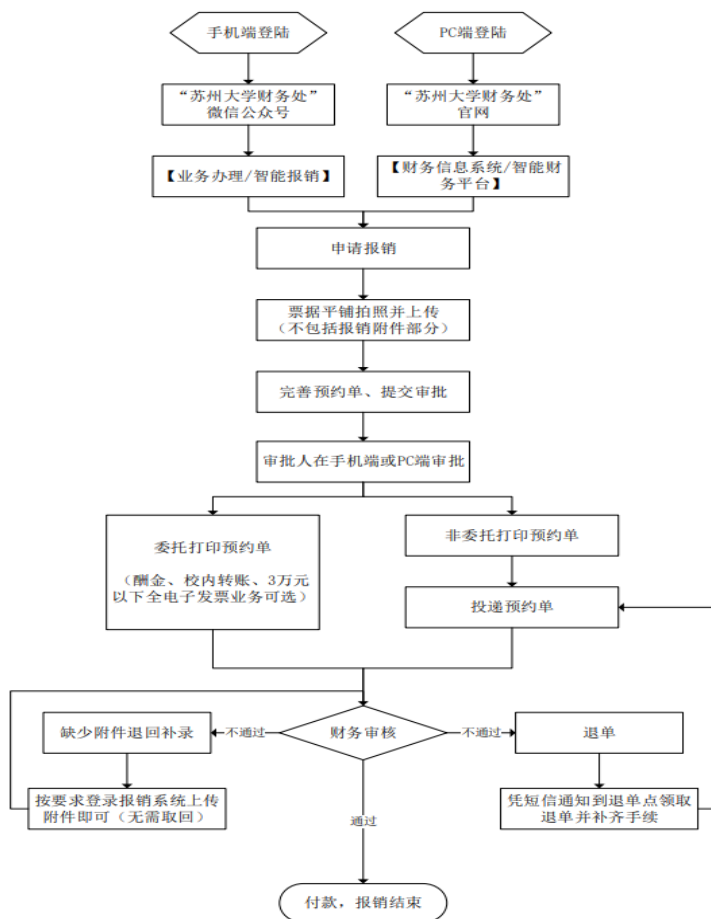 手机端登陆
PC端登陆
“苏州大学财务处”
微信公众号
“苏州大学财务处”
官网
【业务办理/智能报销】
【财务信息系统/智能财
务平台】
申请报销
票据平铺拍照并上传
（不包括报销附件部分）
完善预约单、提交审批
审批人在手机端或PC端审批
委托打印预约单
（酬金、校内转账、3万元
以下全电子发票业务可选）
非委托打印预约单
投递预约单
缺少附件退回补录
不通过
财务审核
不通过
退单
按要求登录报销系统上传
附件即可（无需取回）
凭短信通知到退单点领取
退单并补齐手续
通过
付款，报销结束